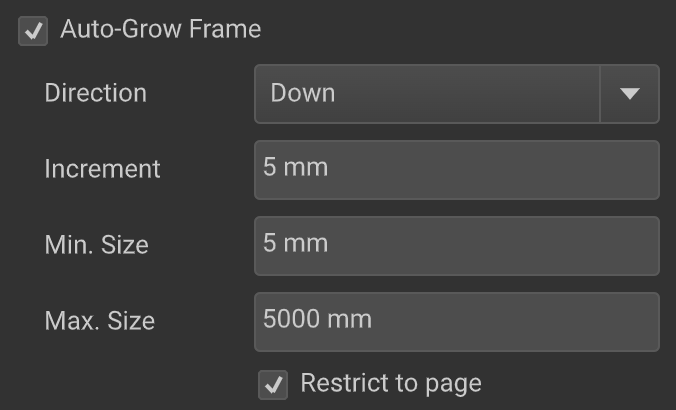 Auto-Grow Frame
Direction Down
Increment 5 mm
Min. Size 5 mm
Max. Size 5000 mm
Restrict to page